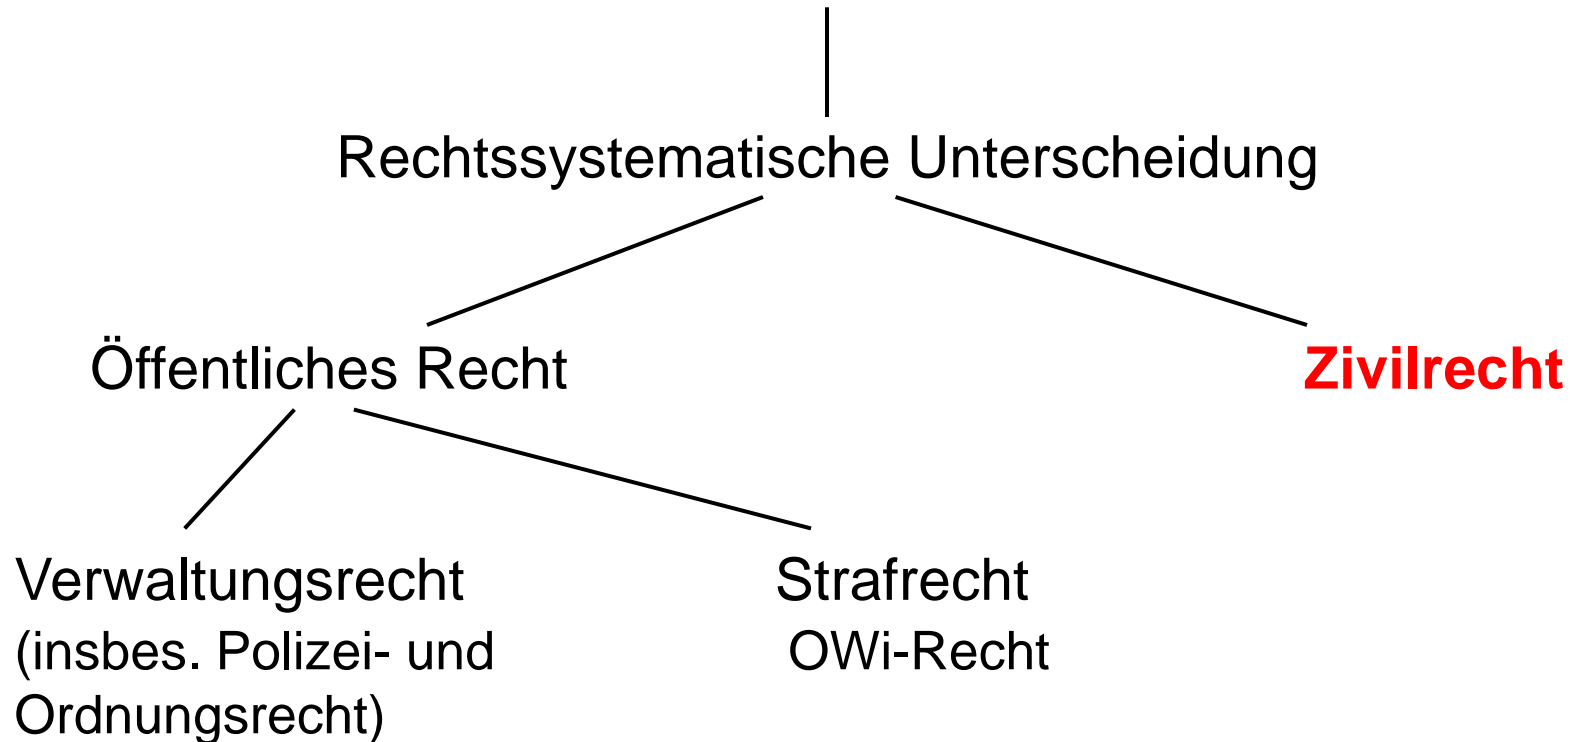 Rechtssystematische Unterscheidung
Öffentliches Recht
Zivilrecht
Verwaltungsrecht
(insbes. Polizei- und
Ordnungsrecht)
Strafrecht
OWi-Recht